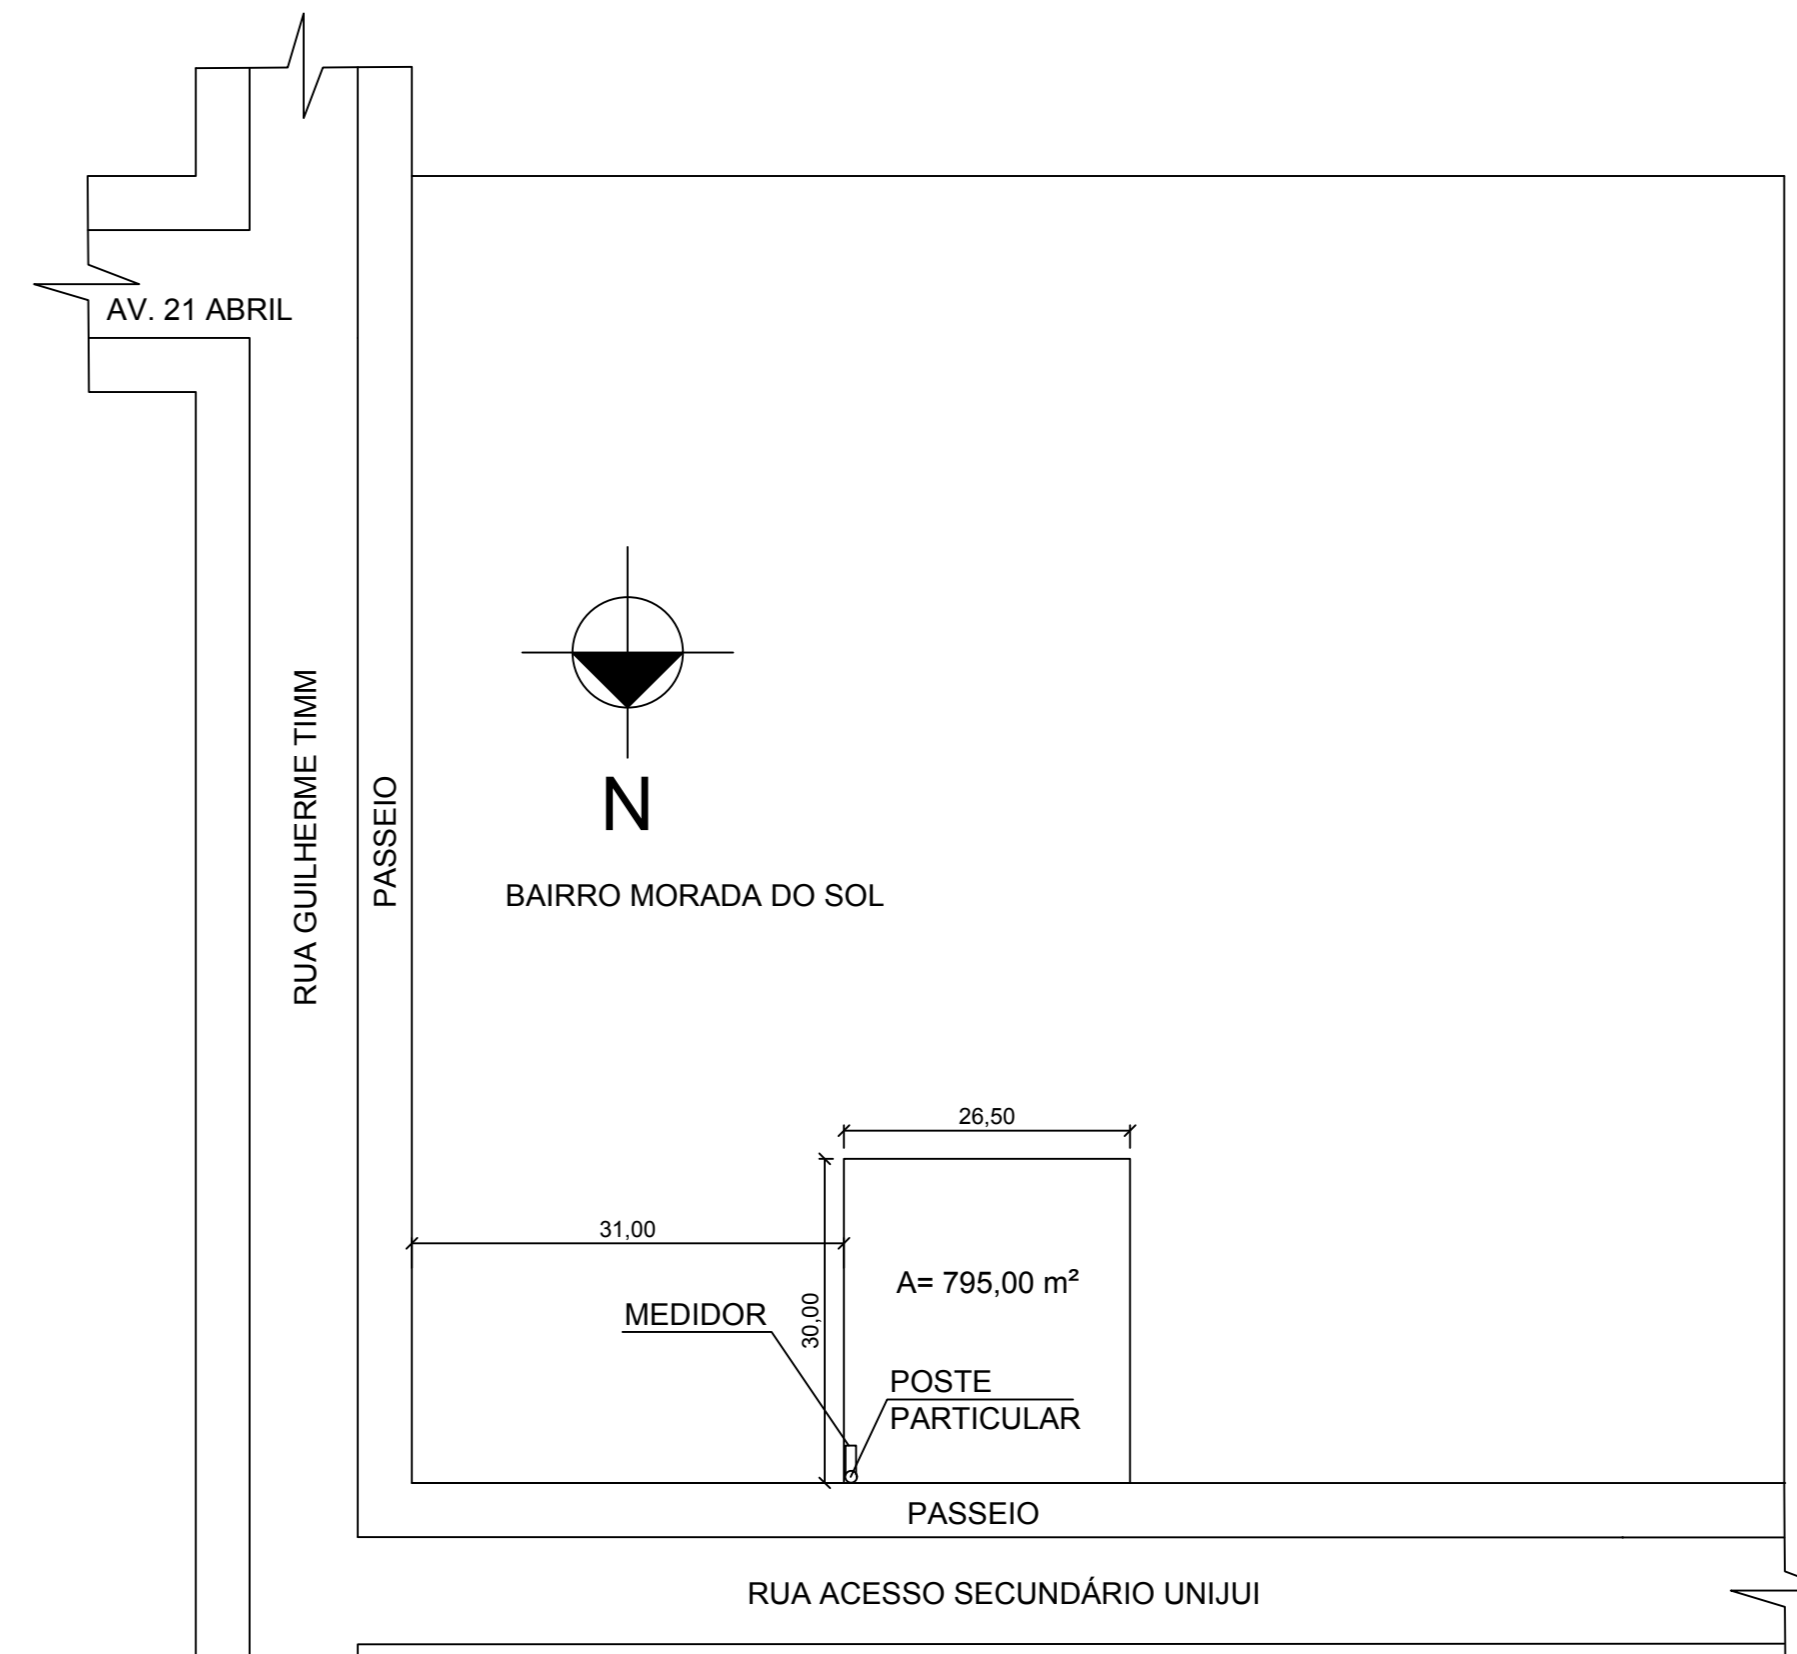 AV. 21 ABRIL
RUA GUILHERME TIMM
PASSEIO
N
BAIRRO MORADA DO SOL
26,50
31,00
A= 795,00 m²
30,00
MEDIDOR
POSTE
PARTICULAR
PASSEIO
RUA ACESSO SECUNDÁRIO UNIJUI